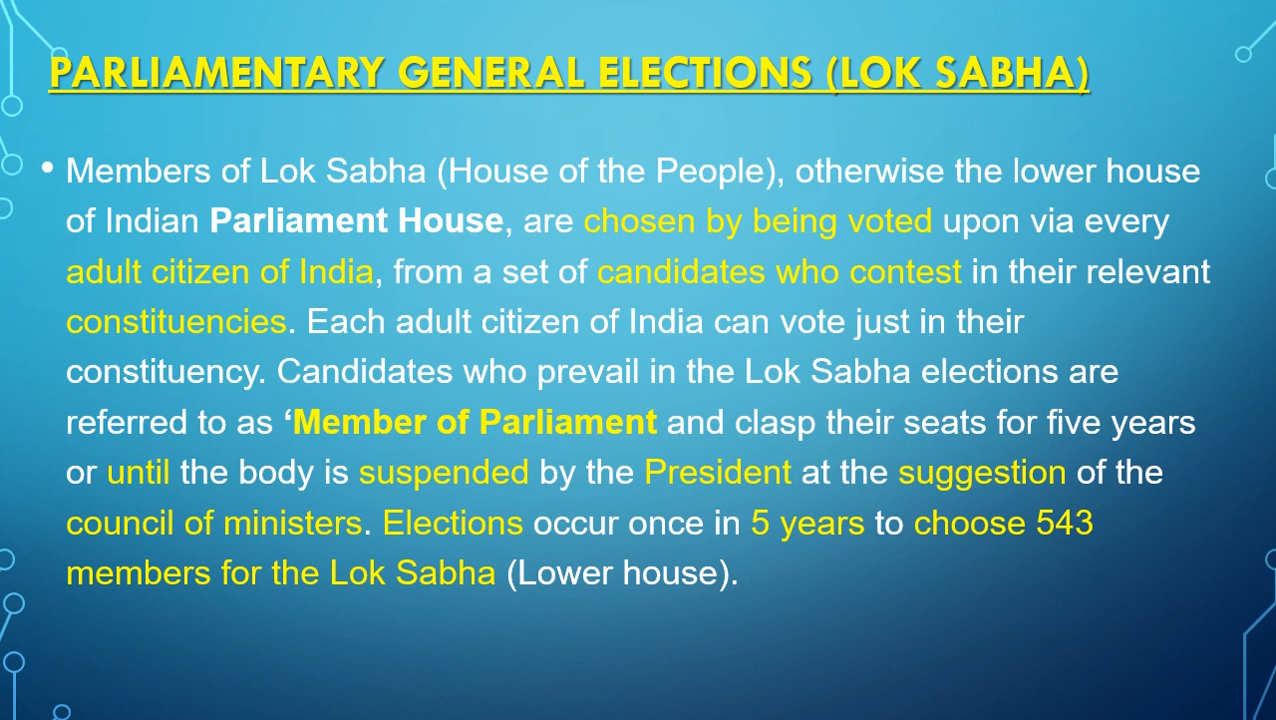 PARLIAMENTARY GENERAL ELECTIONS (LOK SABHA)
• Members of Lok Sabha (House of the People), otherwise the lower house
of Indian Parliament House, are chosen by being voted upon via every
adult citizen of India, from a set of candidates who contest in their relevant
constituencies. Each adult citizen of India can vote just in their
constituency. Candidates who prevail in the Lok Sabha elections are
referred to as ‘Member of Parliament and clasp their seats for five years
or until the body is suspended by the President at the suggestion of the
council of ministers. Elections occur once in 5 years to choose 543
members for the Lok Sabha (Lower house).